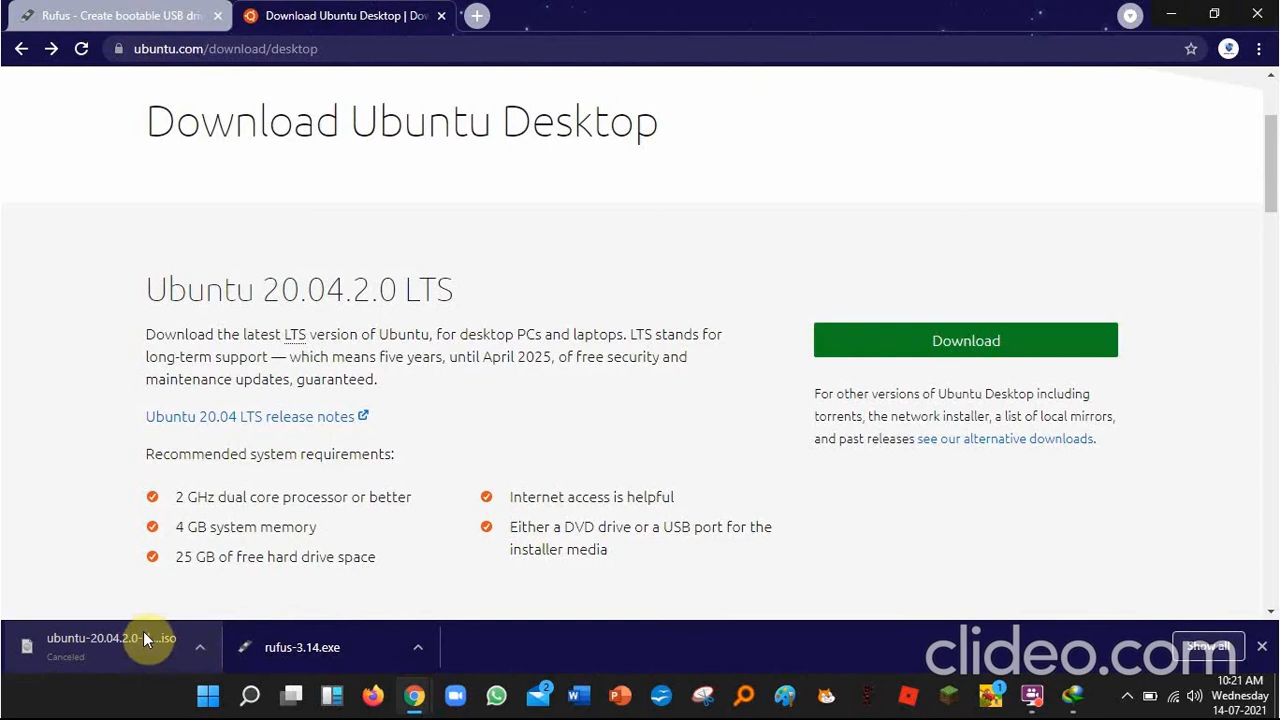 Rufus - Create bootable USB dri
Download Ubuntu Desktop | Do
ubuntu.com/download/desktop
Download Ubuntu Desktop
Ubuntu 20.04.2.0 LTS
Download the latest LTS version of Ubuntu, for desktop PCs and laptops. LTS stands for
long-term support — which means five years, until April 2025, of free security and
maintenance updates, guaranteed.
Ubuntu 20.04 LTS release notes
Recommended system requirements:
2 GHz dual core processor or better
4 GB system memory
25 GB of free hard drive space
Internet access is helpful
Either a DVD drive or a USB port for the
installer media
Download
For other versions of Ubuntu Desktop including
torrents, the network installer, a list of local mirrors,
and past releases see our alternative downloads.
ubuntu-20.04.2.0-....iso
Canceled
rufus-3.14.exe
Show all
clideo.com
2
1
10:21 AM
Wednesday
14-07-2021